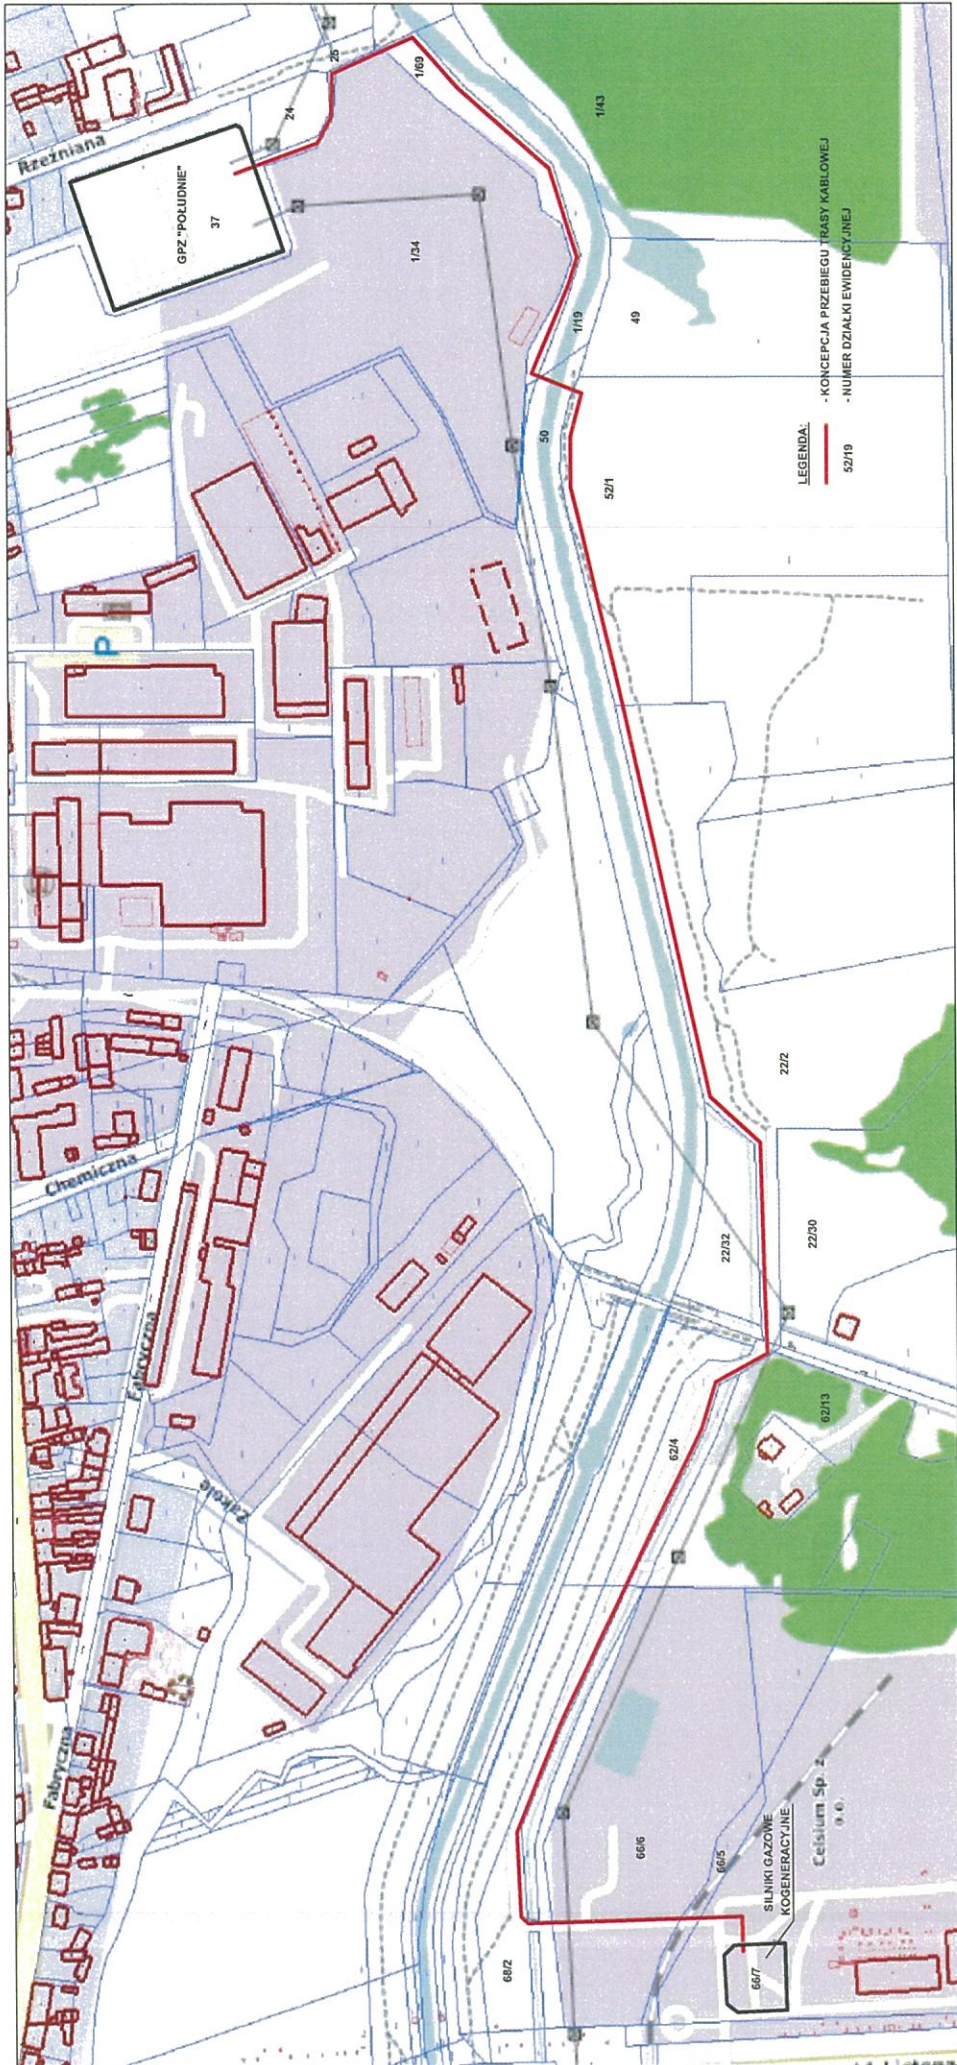 Rzeźniana
GPZ "POŁUDNIE"
37
24
25
1/69
1/43
1/34
1/19
49
50
52/1
LEGENDA:
- KONCEPCJA PRZEBIEGU TRASY KABLOWEJ
52/19 - NUMER DZIAŁKI EWIDENCYJNEJ
P
Chemiczna
Fabryczna
Zakole
Fabryczna
22/2
22/32
22/30
62/4
62/13
66/6
66/5
68/2
66/7
SILNIKI GAZOWE
KOGENERACYJNE
Celsium Sp. z
o.o.